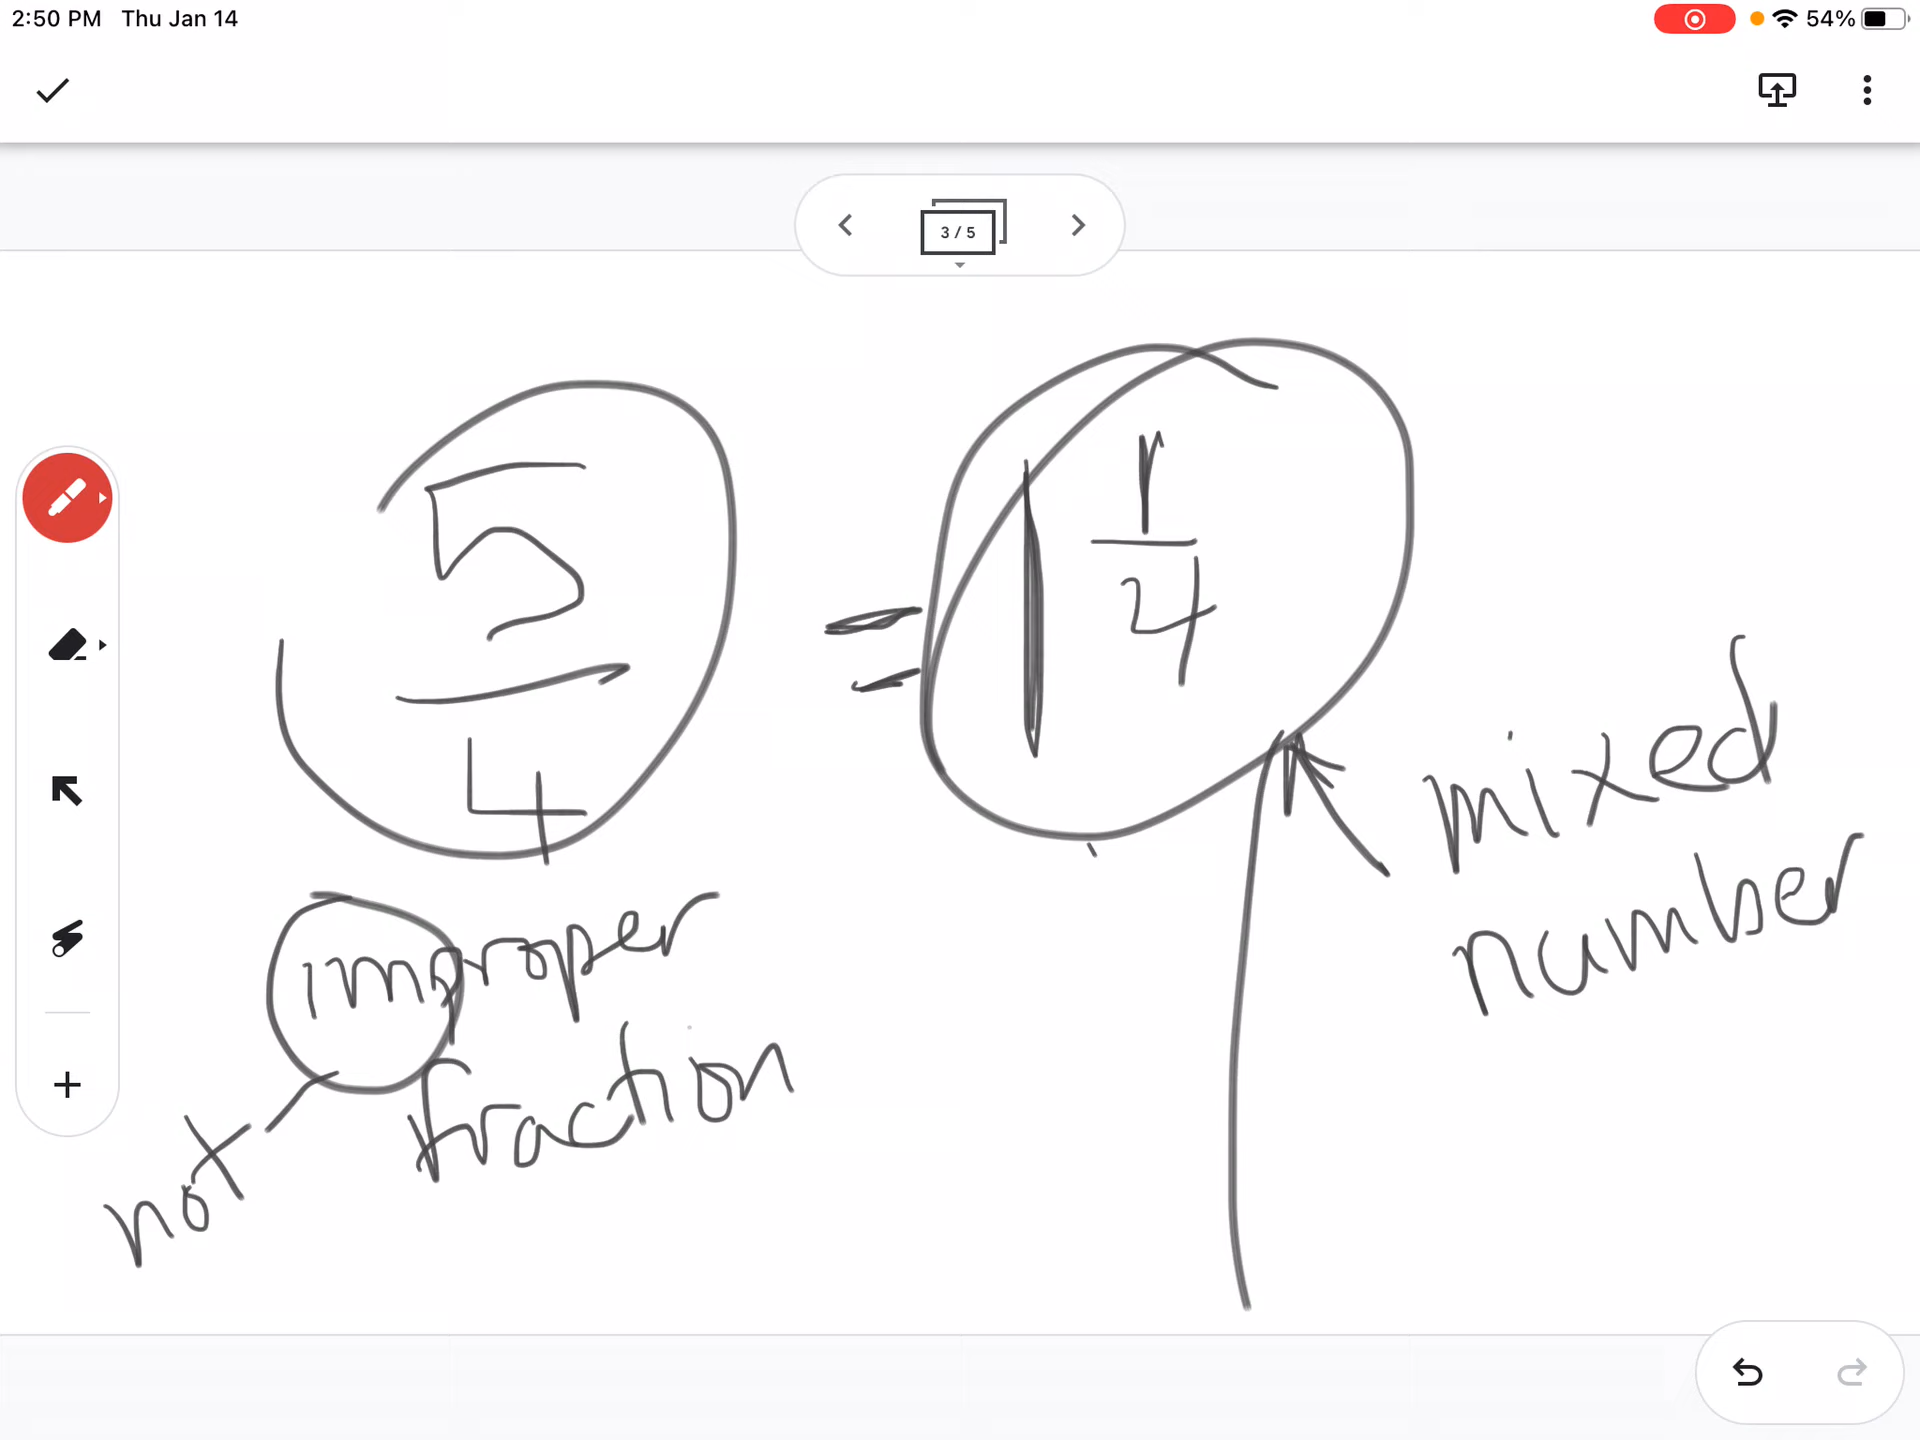 2:50 PM Thu Jan 14
54%
3 / 5
5/4 = 1 1/4
mixed
number
improper
fraction
not